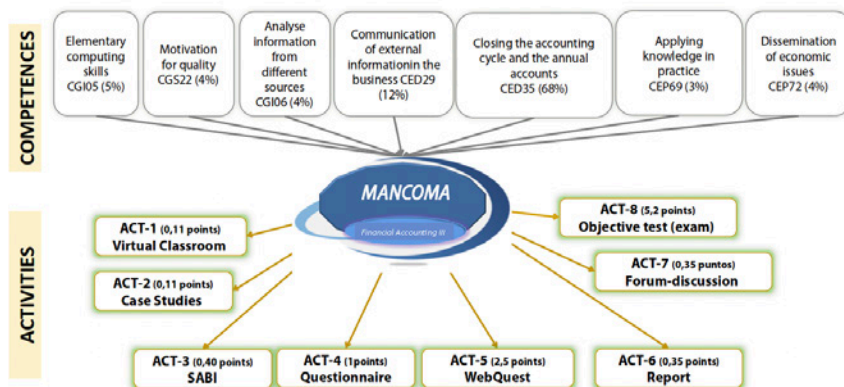 COMPETENCES
Elementary
computing
skills
CGI05 (5%)
Motivation
for quality
CGS22 (4%)
Analyse
information
from
different
sources
CGI06 (4%)
Communication
of external
informationin the
business CED29
(12%)
Closing the accounting
cycle and the annual
accounts
CED35 (68%)
Applying
knowledge in
practice
CEP69 (3%)
Dissemination
of economic
issues
CEP72 (4%)
MANCOMA
Financial Accounting III
ACTIVITIES
ACT-1 (0,11 points)
Virtual Classroom
ACT-2 (0,11 points)
Case Studies
ACT-3 (0,40 points)
SABI
ACT-4 (1points)
Questionnaire
ACT-5 (2,5 points)
WebQuest
ACT-6 (0,35 points)
Report
ACT-7 (0,35 puntos)
Forum-discussion
ACT-8 (5,2 points)
Objective test (exam)